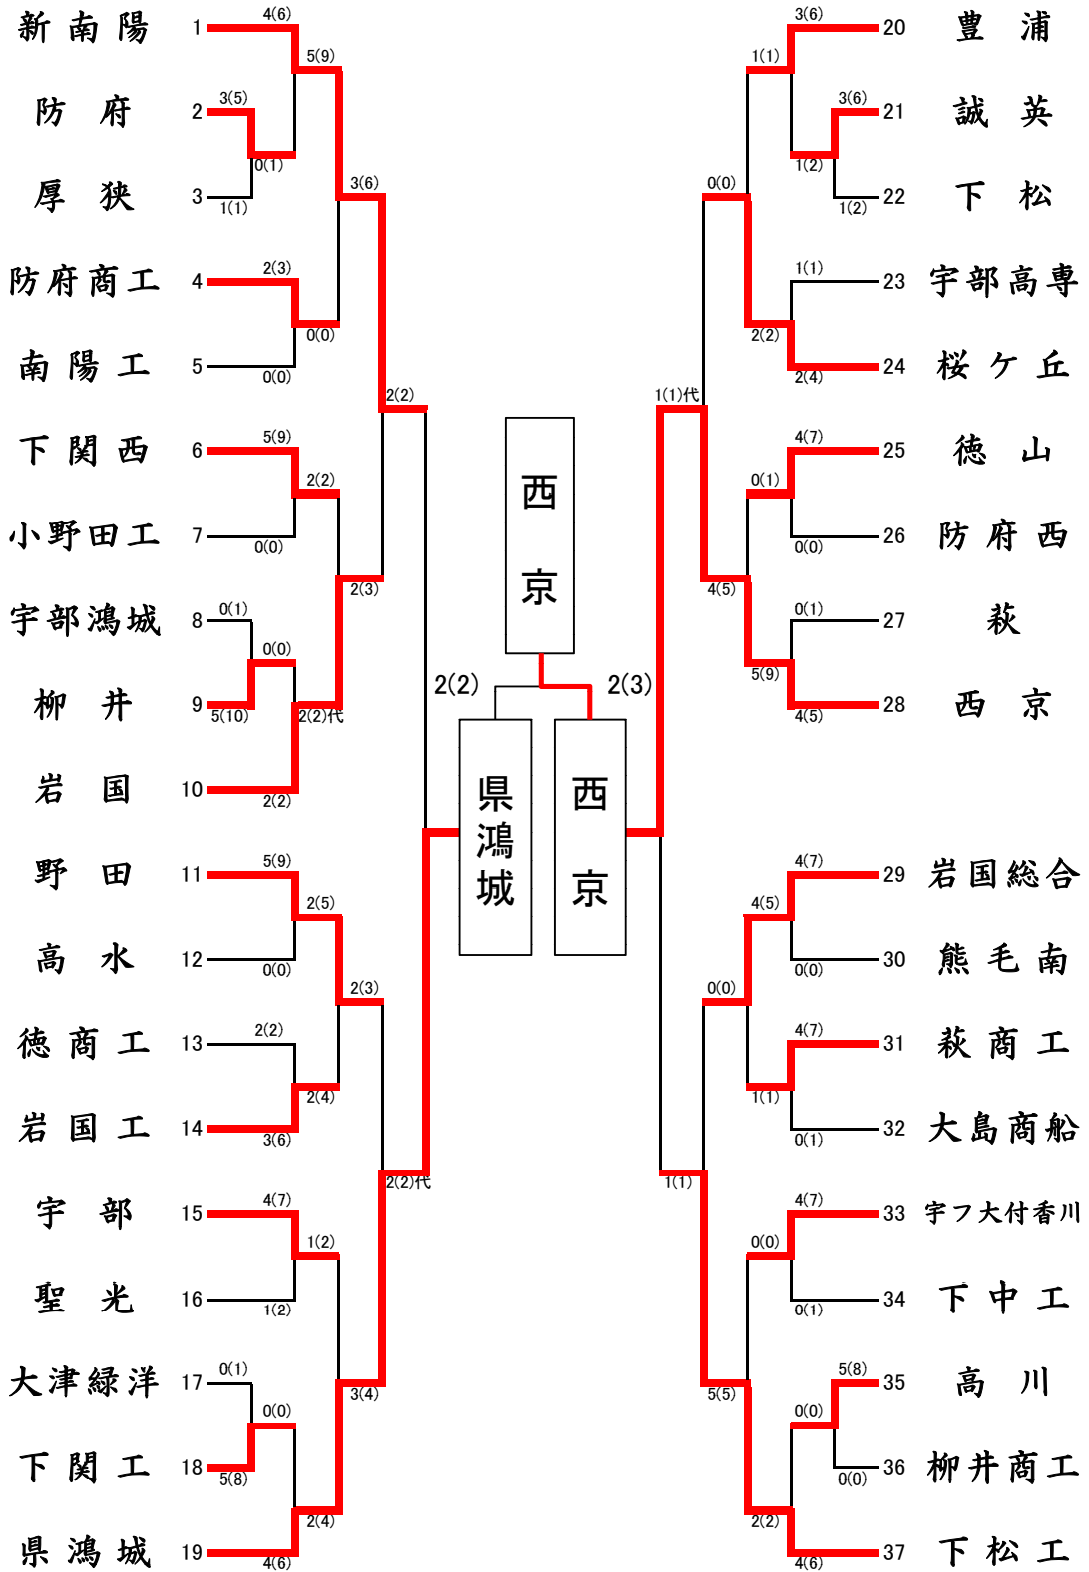 新南陽 1 4(6)
5(9)
防府 2 3(5)
0(1)
厚狭 3 1(1)
3(6)
防府商工 4 2(3)
0(0)
南陽工 5 0(0)
2(2)
下関西 6 5(9)
2(2)
小野田工 7 0(0)
2(3)
宇部鴻城 8 0(1)
0(0)
柳井 9 5(10)
2(2)代
岩国 10 2(2)
野田 11 5(9)
2(5)
高水 12 0(0)
2(3)
徳商工 13 2(2)
2(4)
岩国工 14 3(6)
2(2)代
宇部 15 4(7)
1(2)
聖光 16 1(2)
3(4)
大津緑洋 17 0(1)
0(0)
下関工 18 5(8)
2(4)
県鴻城 19 4(6)
西京
2(2) 2(3)
県鴻城
西京
3(6) 20 豊浦
1(1)
3(6) 21 誠英
1(2)
1(2) 22 下松
0(0)
1(1) 23 宇部高専
2(2)
2(4) 24 桜ケ丘
1(1)代
4(7) 25 徳山
0(1)
0(0) 26 防府西
4(5)
0(1) 27 萩
5(9)
4(5) 28 西京
4(7) 29 岩国総合
4(5)
0(0) 30 熊毛南
0(0)
4(7) 31 萩商工
1(1)
0(1) 32 大島商船
1(1)
4(7) 33 宇フ大付香川
0(0)
0(1) 34 下中工
5(5)
5(8) 35 高川
0(0)
0(0) 36 柳井商工
2(2)
4(6) 37 下松工